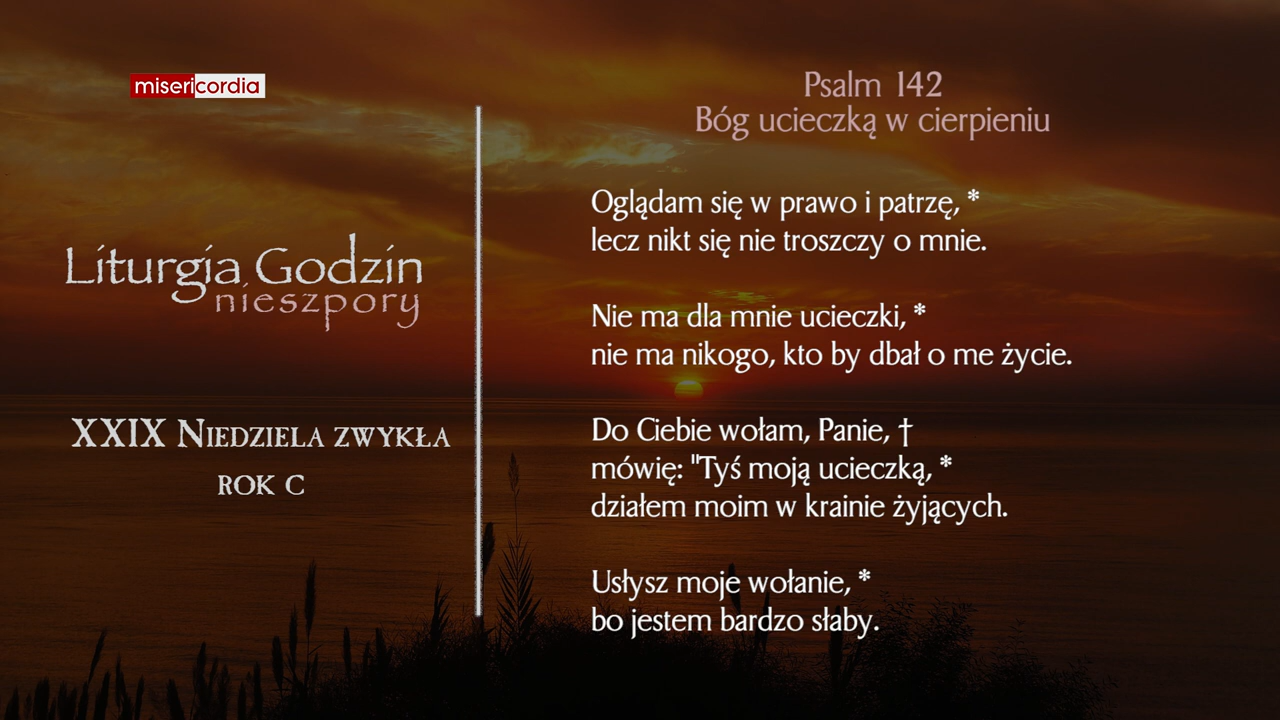 misericordia
Liturgia Godzin
nieszpory
XXIX Niedziela zwykła
rok C
Psalm 142
Bóg ucieczką w cierpieniu
Oglądam się w prawo i patrzę, *
lecz nikt się nie troszczy o mnie.
Nie ma dla mnie ucieczki, *
nie ma nikogo, kto by dbał o me życie.
Do Ciebie wołam, Panie, †
mówię: "Tyś moją ucieczką, *
działem moim w krainie żyjących.
Usłysz moje wołanie, *
bo jestem bardzo słaby.